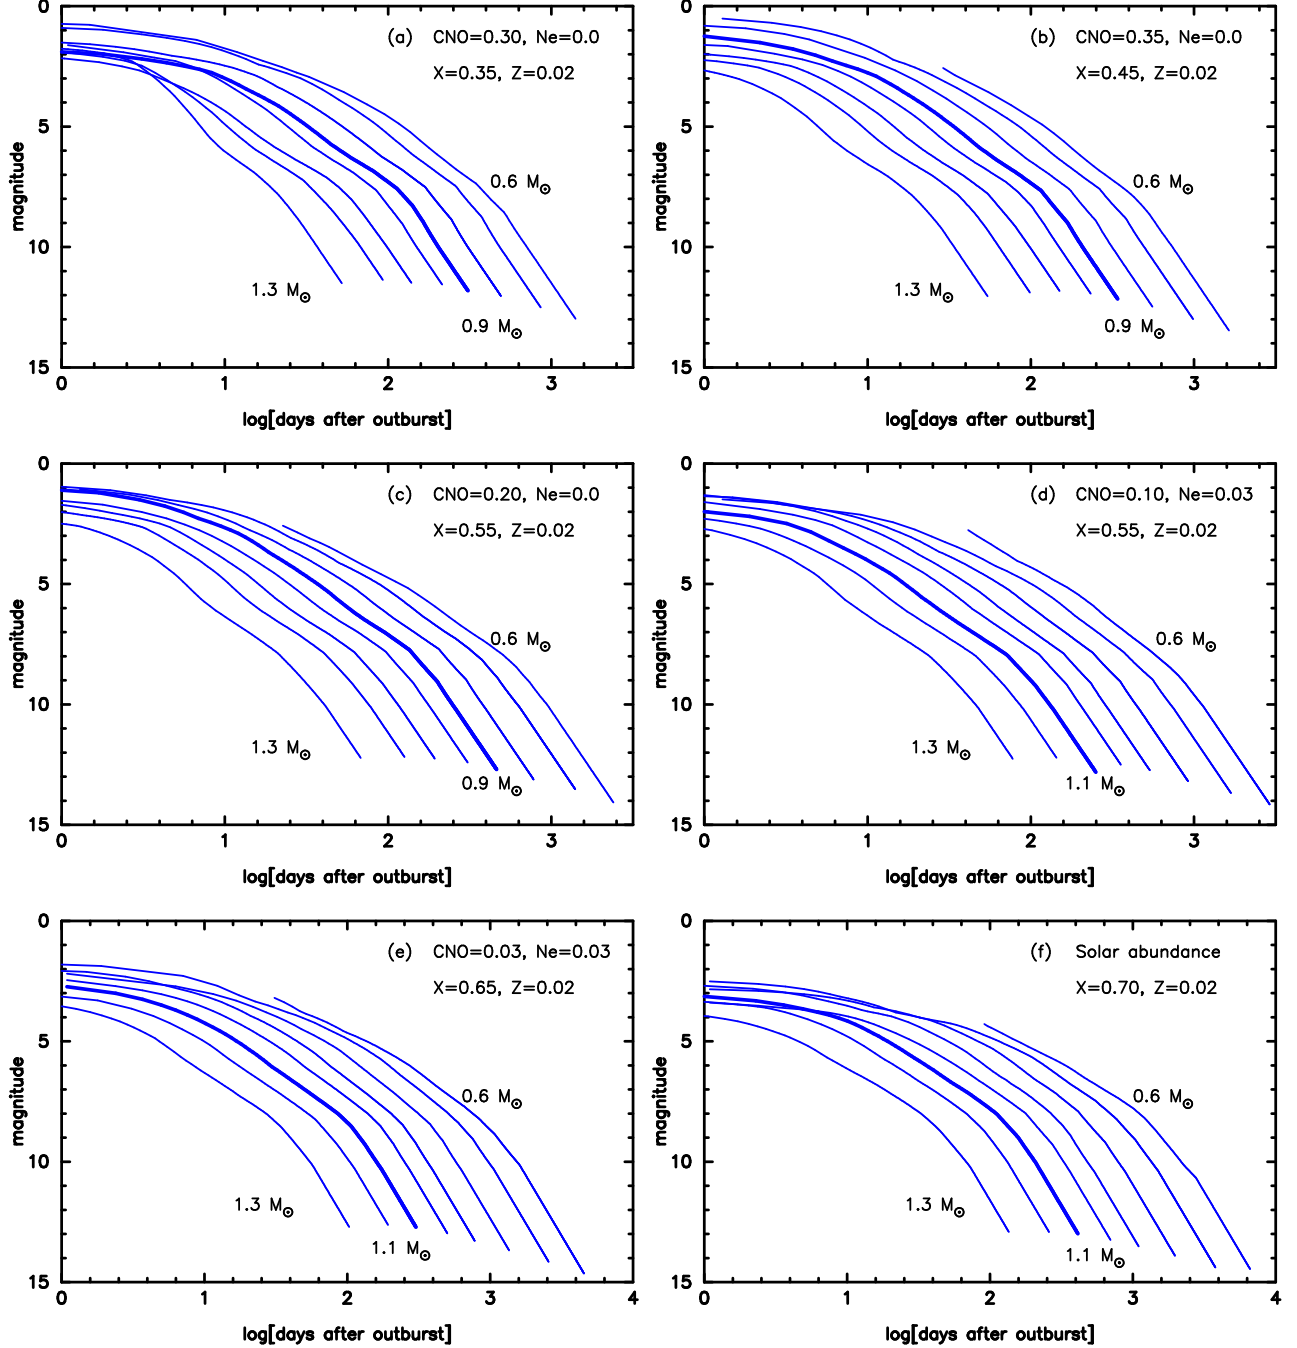 (a) CNO=0.30, Ne=0.0
X=0.35, Z=0.02
0.6 M⊙
1.3 M⊙
0.9 M⊙
0
5
10
15
magnitude
0 1 2 3
log[days after outburst]
(b) CNO=0.35, Ne=0.0
X=0.45, Z=0.02
0.6 M⊙
1.3 M⊙
0.9 M⊙
0
5
10
15
magnitude
0 1 2 3
log[days after outburst]
(c) CNO=0.20, Ne=0.0
X=0.55, Z=0.02
0.6 M⊙
1.3 M⊙
0.9 M⊙
0
5
10
15
magnitude
0 1 2 3
log[days after outburst]
(d) CNO=0.10, Ne=0.03
X=0.55, Z=0.02
0.6 M⊙
1.3 M⊙
1.1 M⊙
0
5
10
15
magnitude
0 1 2 3
log[days after outburst]
(e) CNO=0.03, Ne=0.03
X=0.65, Z=0.02
0.6 M⊙
1.3 M⊙
1.1 M⊙
0
5
10
15
magnitude
0 1 2 3 4
log[days after outburst]
(f) Solar abundance
X=0.70, Z=0.02
0.6 M⊙
1.3 M⊙
1.1 M⊙
0
5
10
15
magnitude
0 1 2 3 4
log[days after outburst]